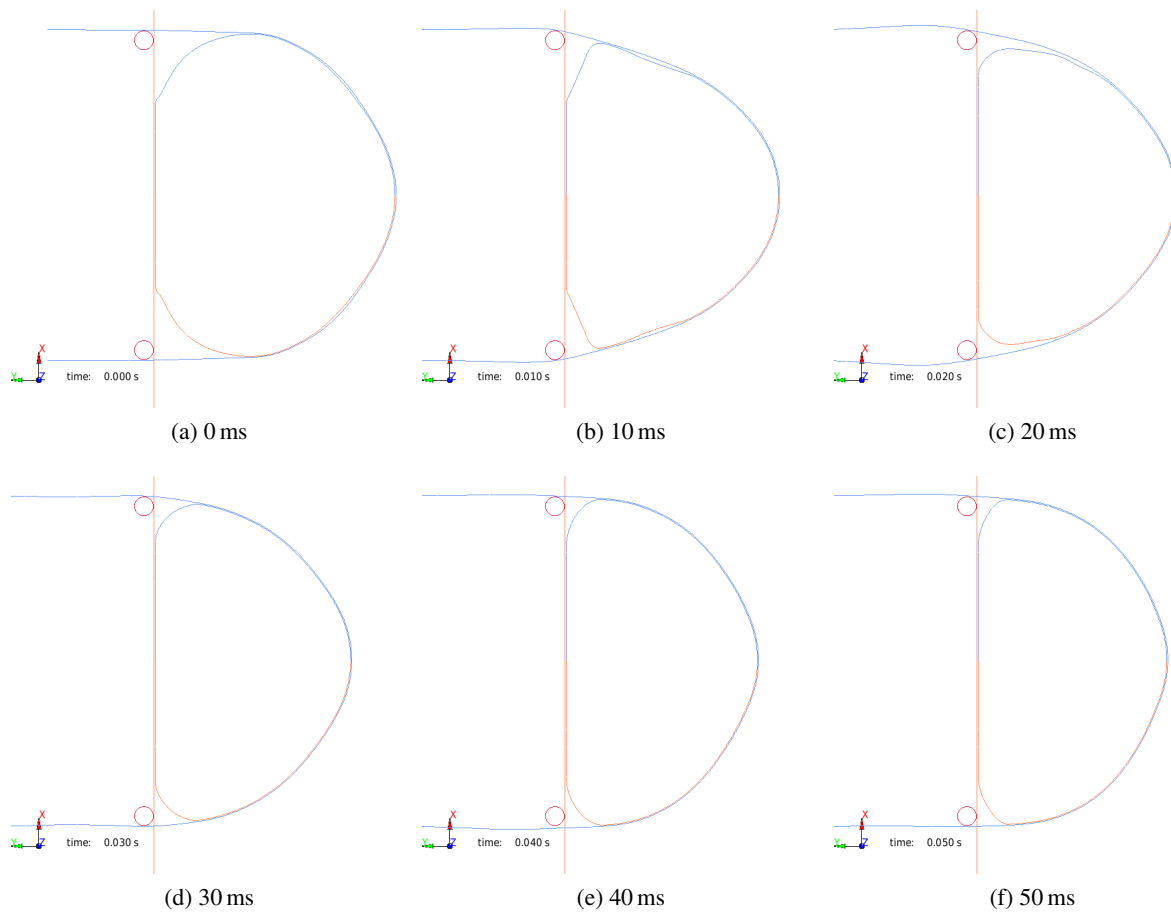 X
Y
Z
time: 0.000 s
(a) 0 ms
X
Y
Z
time: 0.010 s
(b) 10 ms
X
Y
Z
time: 0.020 s
(c) 20 ms
X
Y
Z
time: 0.030 s
(d) 30 ms
X
Y
Z
time: 0.040 s
(e) 40 ms
X
Y
Z
time: 0.050 s
(f) 50 ms